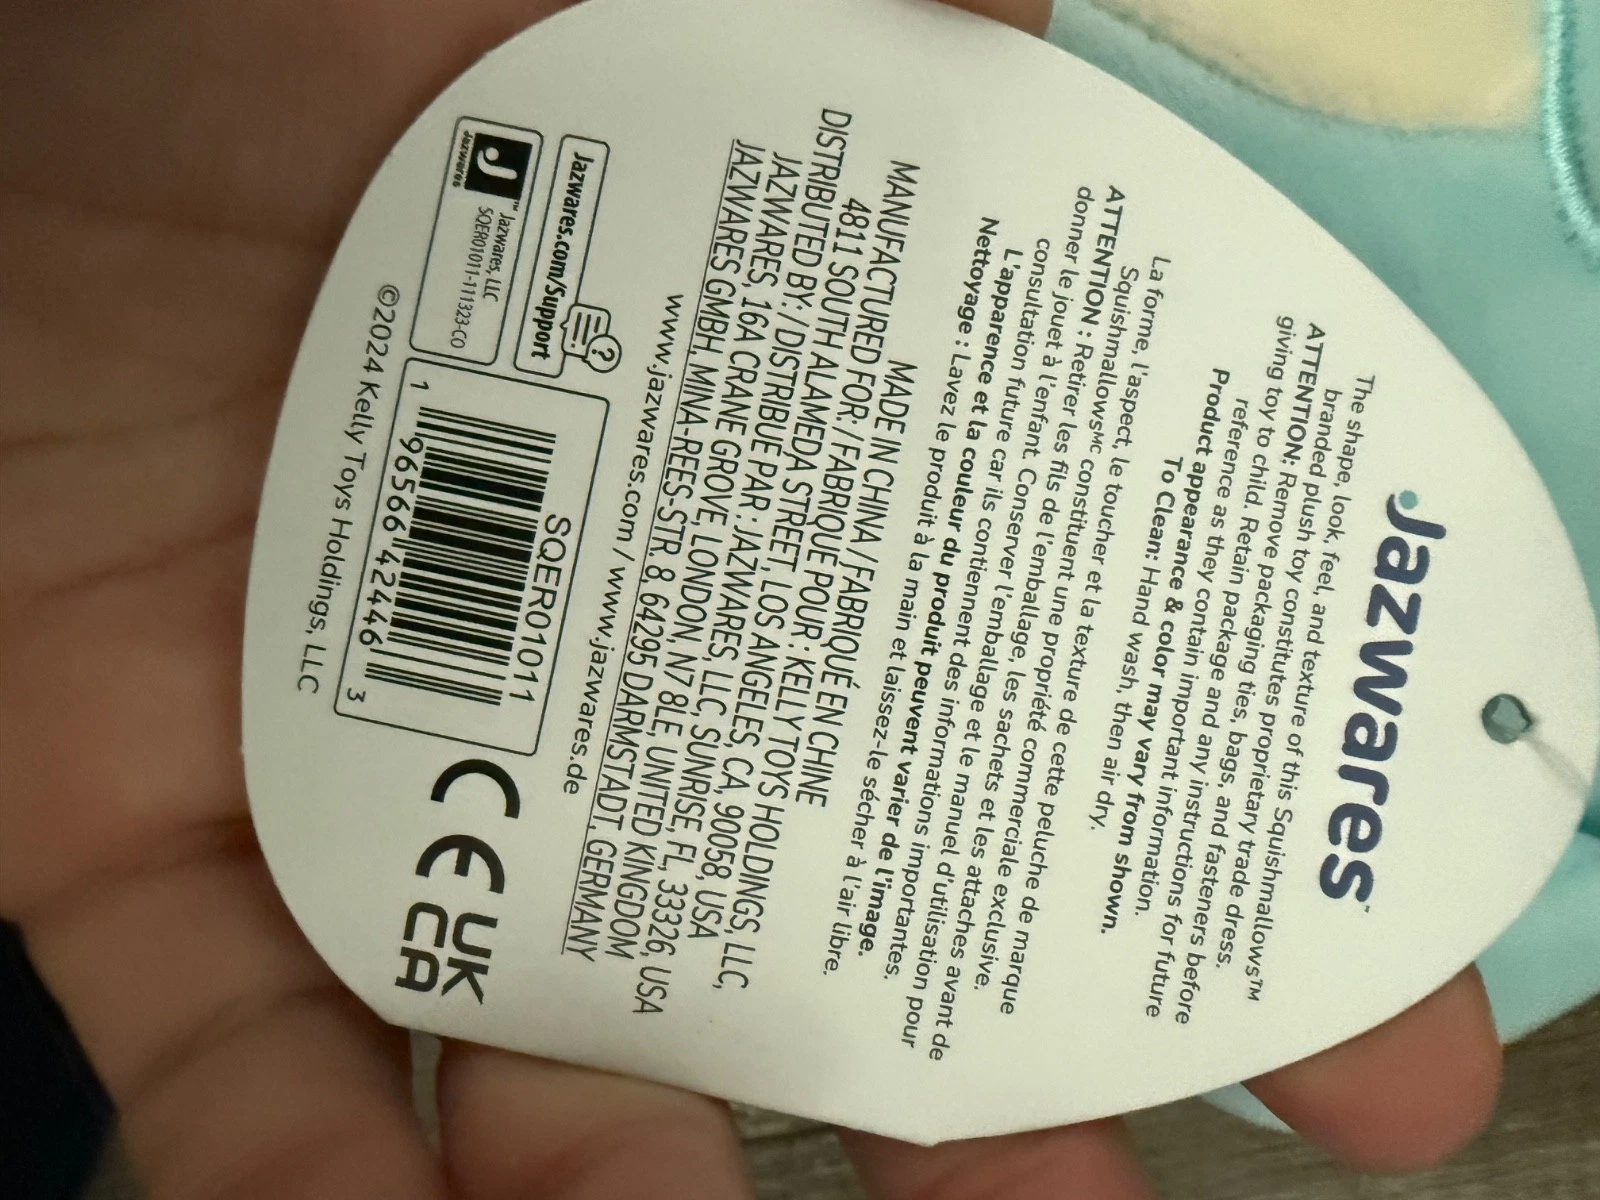 Jazwares™
The shape, look, feel, and texture of this Squishmallows™
branded plush toy constitutes proprietary trade dress.
ATTENTION: Remove packaging ties, bags, and fasteners before
giving toy to child. Retain package and any instructions for future
reference as they contain important information.
Product appearance & color may vary from shown.
To Clean: Hand wash, then air dry.
La forme, l'aspect, le toucher et la texture de cette peluche de marque
Squishmallowsᴹᶜ constituent une propriété commerciale exclusive.
ATTENTION : Retirer les fils de l'emballage, les sachets et les attaches avant de
donner le jouet à l'enfant. Conserver l'emballage et le manuel d'utilisation pour
consultation future car ils contiennent des informations importantes.
L'apparence et la couleur du produit peuvent varier de l'image.
Nettoyage : Lavez le produit à la main et laissez-le sécher à l'air libre.
MADE IN CHINA / FABRIQUÉ EN CHINE
MANUFACTURED FOR: / FABRIQUÉ POUR : KELLY TOYS HOLDINGS, LLC,
4811 SOUTH ALAMEDA STREET, LOS ANGELES, CA, 90058, USA
DISTRIBUTED BY: / DISTRIBUE PAR : JAZWARES, LLC, SUNRISE, FL, 33326, USA
JAZWARES, 16A CRANE GROVE, LONDON, N7 8LE, UNITED KINGDOM
JAZWARES GMBH, MINA-REES-STR. 8, 64295 DARMSTADT, GERMANY
www.jazwares.com / www.jazwares.de
Jazwares.com/Support
?
Jazwares™
Jazwares, LLC
SQER01011-111323-CO
SQER01011
1 96566 42446 3
CE UK
CA
©2024 Kelly Toys Holdings, LLC